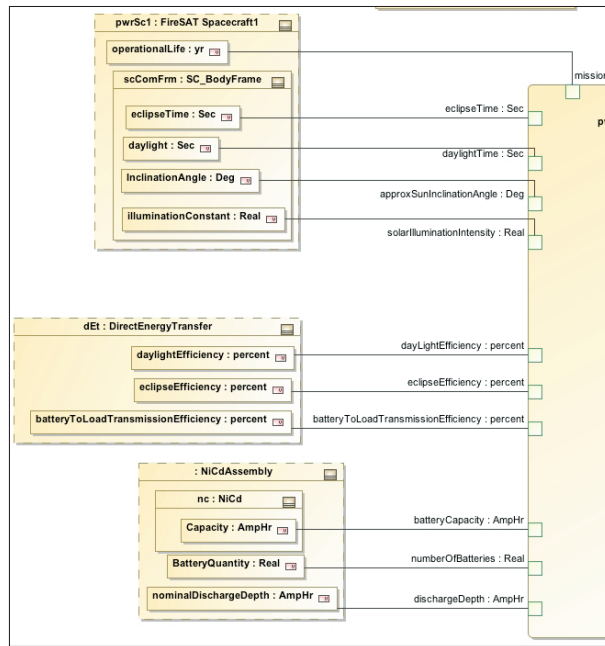 pwrSc1 : FireSAT Spacecraft1
operationalLife : yr
mission
scComFrm : SC_BodyFrame
eclipseTime : Sec
eclipseTime : Sec
pv
daylight : Sec
daylightTime : Sec
InclinationAngle : Deg
approxSunInclinationAngle : Deg
illuminationConstant : Real
solarIlluminationIntensity : Real
dEt : DirectEnergyTransfer
daylightEfficiency : percent
dayLightEfficiency : percent
eclipseEfficiency : percent
eclipseEfficiency : percent
batteryToLoadTransmissionEfficiency : percent
batteryToLoadTransmissionEfficiency : percent
: NiCdAssembly
nc : NiCd
Capacity : AmpHr
batteryCapacity : AmpHr
BatteryQuantity : Real
numberOfBatteries : Real
nominalDischargeDepth : AmpHr
dischargeDepth : AmpHr